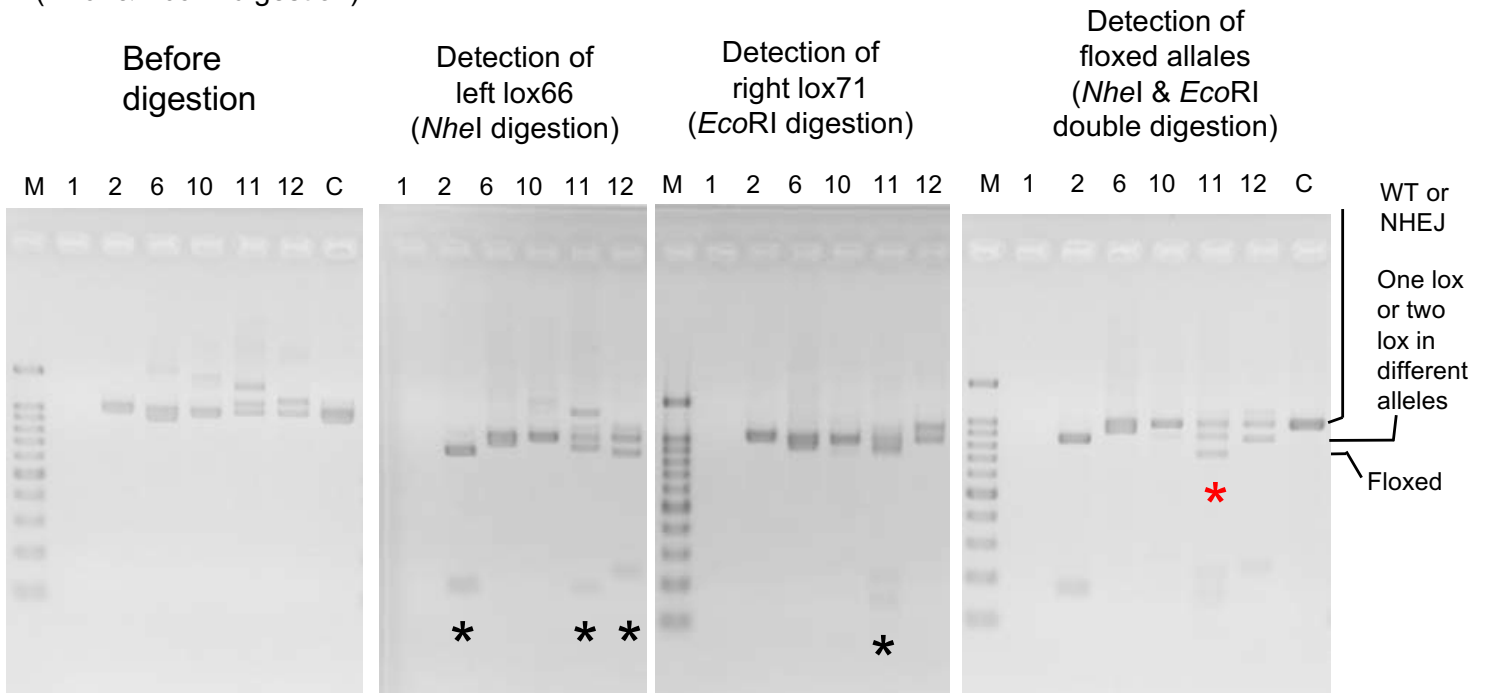 Before
digestion
Detection of
left lox66
(NheI digestion)
Detection of
right lox71
(EcoRI digestion)
Detection of
floxed allales
(NheI & EcoRI
double digestion)
M 1 2 6 10 11 12 C
1 2 6 10 11 12
M 1 2 6 10 11 12
M 1 2 6 10 11 12 C
WT or
NHEJ
One lox
or two
lox in
different
alleles
Floxed
*
* * *
*